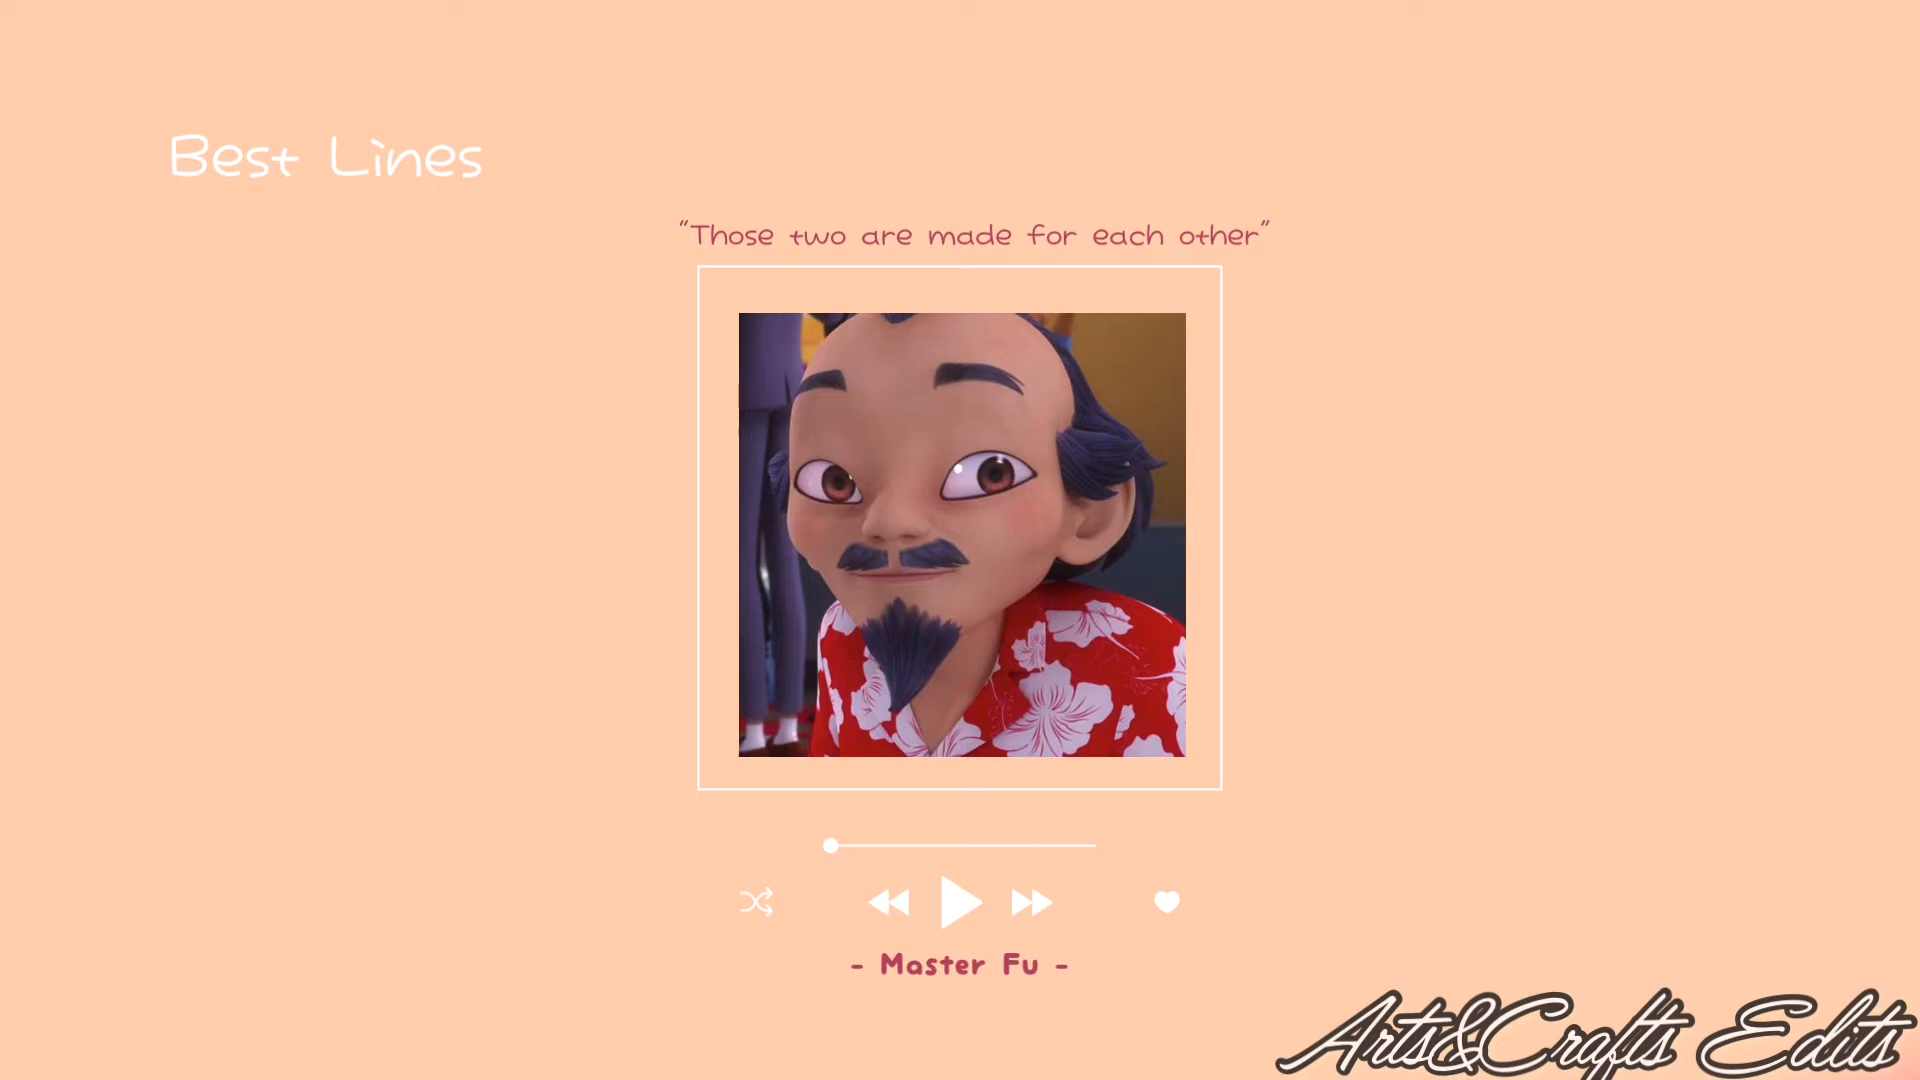 Best Lines
"Those two are made for each other"
- Master Fu -
Arts&Crafts Edits